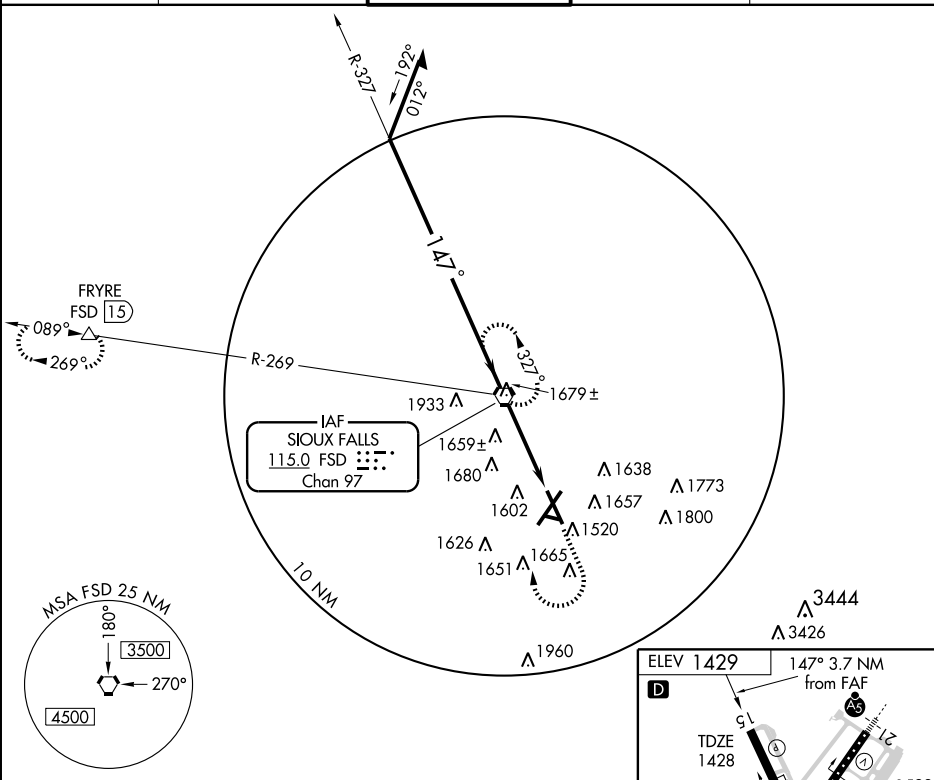 R-327
192°
012°
147°
FRYRE
FSD 15
089°
269°
R-269
327°
1679±
1933
IAF
SIOUX FALLS
115.0 FSD
Chan 97
1659±
1680
1602
1638
1773
1657
1800
1520
1626
1665
1651
10 NM
1960
3444
3426
MSA FSD 25 NM
180°
3500
270°
4500
ELEV 1429
D
147° 3.7 NM
from FAF
A5
15
21
TDZE
1428
P
V